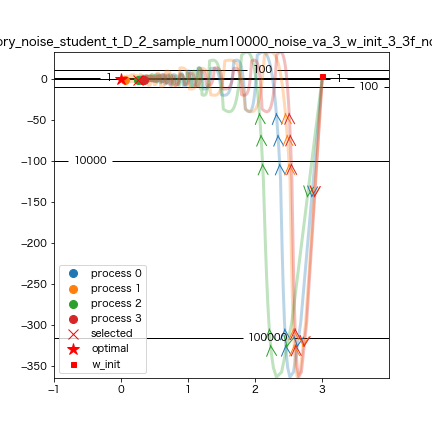 ory_noise_student_t_D_2_sample_num10000_noise_va_3_w_init_3_3f_no
0
−50
−100
−150
−200
−250
−300
−350
−1
0
1
2
3
1
100
1
100
10000
100000
process 0
process 1
process 2
process 3
selected
optimal
w_init